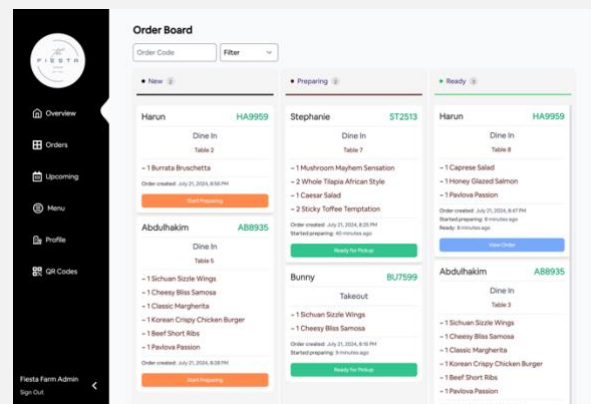 The
FIESTA
Overview
Orders
Upcoming
Menu
Profile
QR Codes
Fiesta Farm Admin
Sign Out
Order Board
Order Code
Filter
New 2
Harun HA9959
Dine In
Table 2
– 1 Burrata Bruschetta
Order created: July 21, 2024, 8:56 PM
Start Preparing
Abdulhakim AB8935
Dine In
Table 5
– 1 Sichuan Sizzle Wings
– 1 Cheesy Bliss Samosa
– 1 Classic Margherita
– 1 Korean Crispy Chicken Burger
– 1 Beef Short Ribs
– 1 Pavlova Passion
Order created: July 21, 2024, 8:28 PM
Start Preparing
Preparing 2
Stephanie ST2513
Dine In
Table 7
– 1 Mushroom Mayhem Sensation
– 2 Whole Tilapia African Style
– 1 Caesar Salad
– 2 Sticky Toffee Temptation
Order created: July 21, 2024, 8:25 PM
Started preparing: 40 minutes ago
Ready for Pickup
Bunny BU7599
Takeout
– 1 Sichuan Sizzle Wings
– 1 Cheesy Bliss Samosa
Order created: July 21, 2024, 8:16 PM
Started preparing: 9 minutes ago
Ready for Pickup
Ready
Harun HA9959
Dine In
Table 8
– 1 Caprese Salad
– 1 Honey Glazed Salmon
– 1 Pavlova Passion
Order created: July 21, 2024, 8:47 PM
Started preparing: 8 minutes ago
Ready: 8 minutes ago
View Order
Abdulhakim AB8935
Dine In
Table 3
– 1 Sichuan Sizzle Wings
– 1 Cheesy Bliss Samosa
– 1 Classic Margherita
– 1 Korean Crispy Chicken Burger
– 1 Beef Short Ribs
– 1 Pavlova Passion